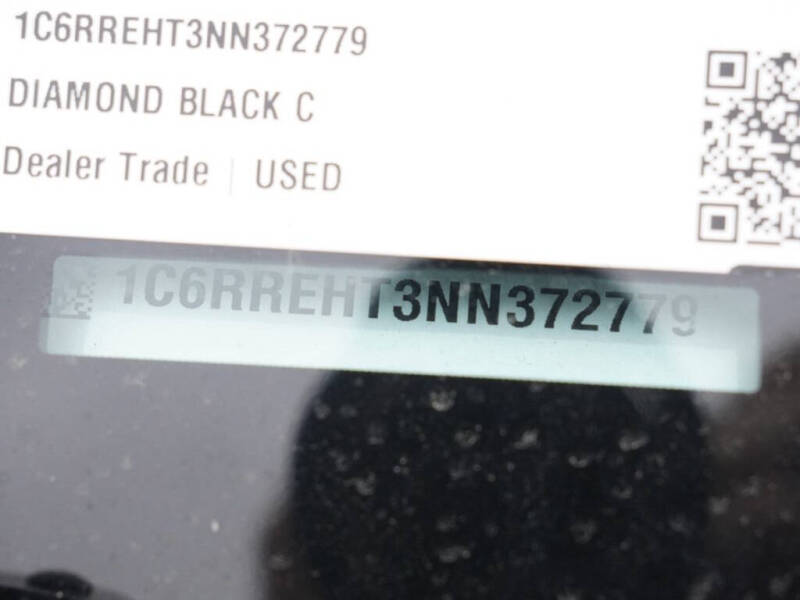 1C6RREHT3NN372779
DIAMOND BLACK C
Dealer Trade | USED
1C6RREHT3NN372779